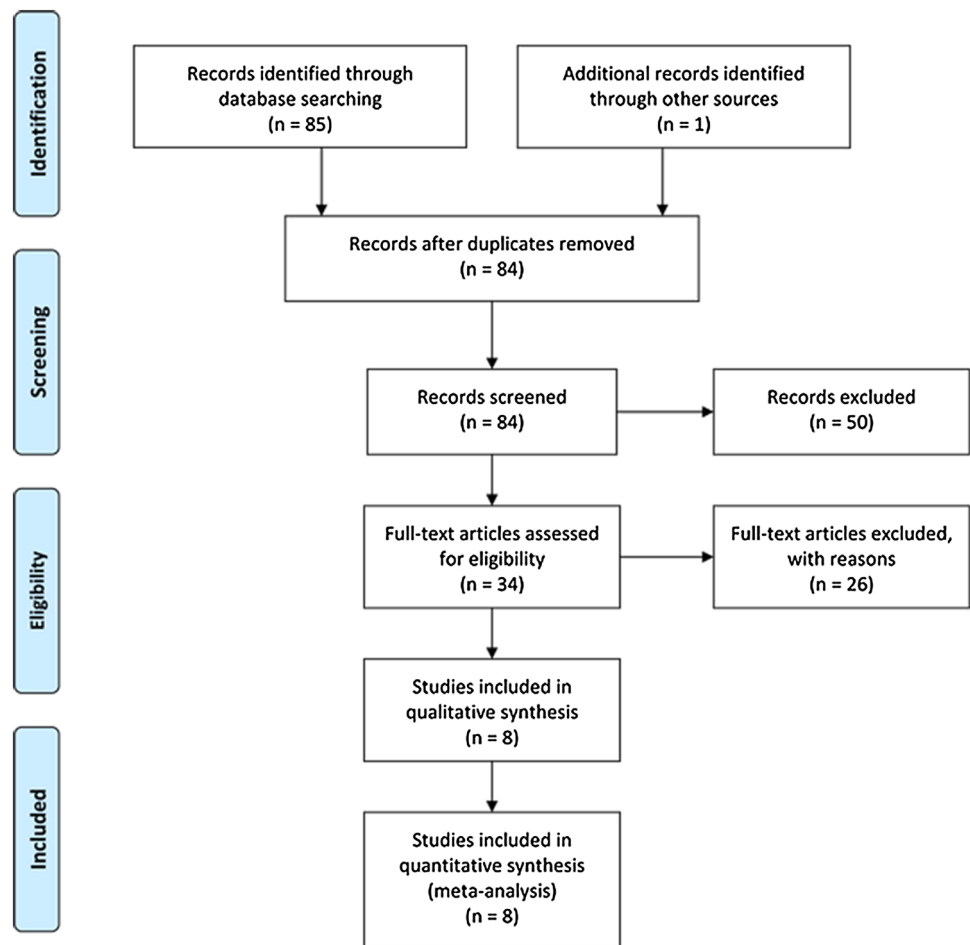 Identification
Records identified through
database searching
(n = 85)
Additional records identified
through other sources
(n = 1)
Records after duplicates removed
(n = 84)
Screening
Records screened
(n = 84)
Records excluded
(n = 50)
Eligibility
Full-text articles assessed
for eligibility
(n = 34)
Full-text articles excluded,
with reasons
(n = 26)
Studies included in
qualitative synthesis
(n = 8)
Included
Studies included in
quantitative synthesis
(meta-analysis)
(n = 8)